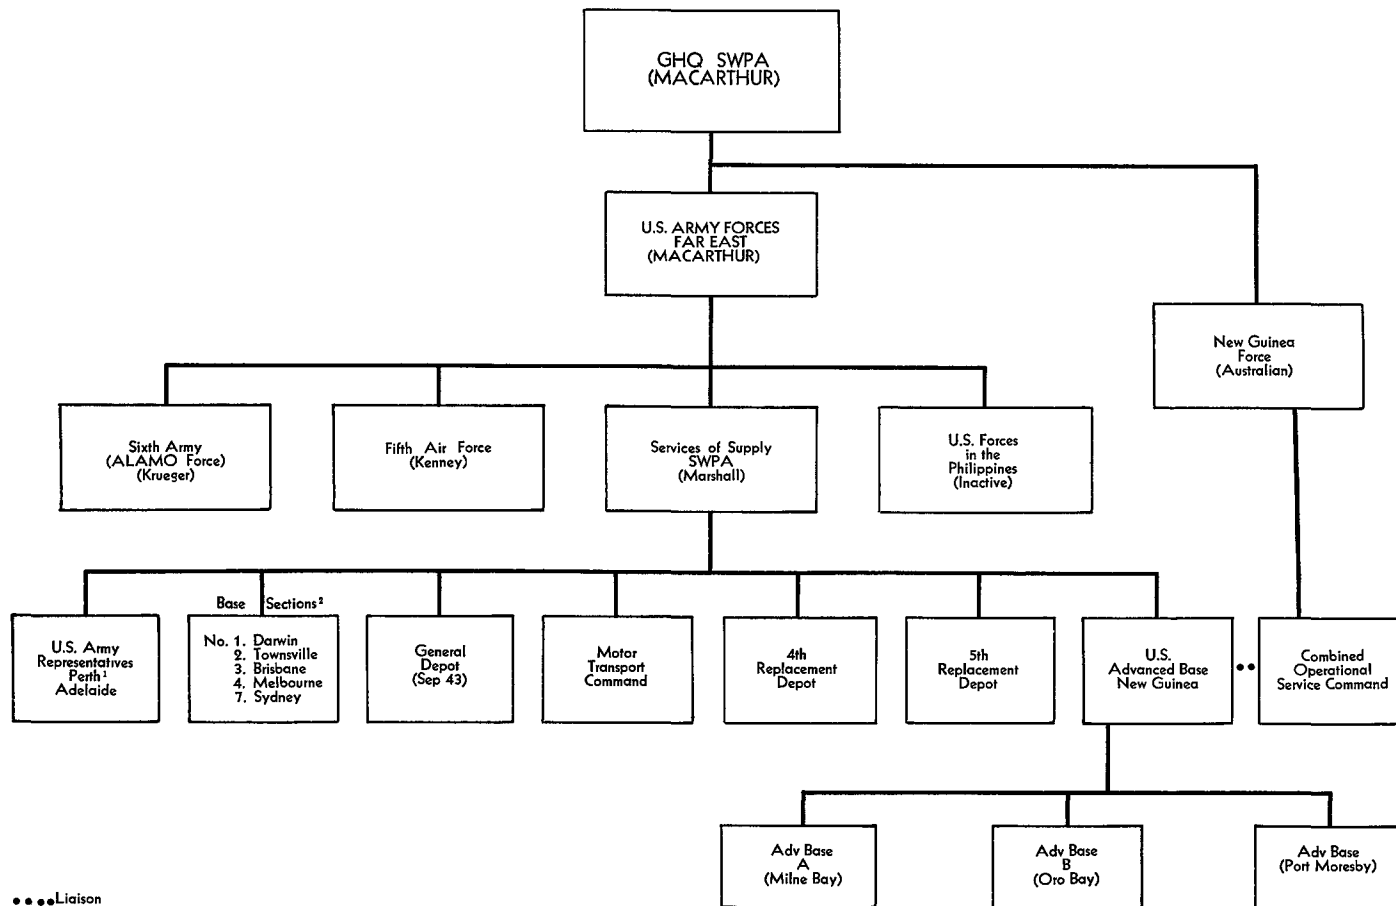 GHQ SWPA
(MACARTHUR)
U.S. ARMY FORCES
FAR EAST
(MACARTHUR)
New Guinea
Force
(Australian)
Sixth Army
(ALAMO Force)
(Krueger)
Fifth Air Force
(Kenney)
Services of Supply
SWPA
(Marshall)
U.S. Forces
in the
Philippines
(Inactive)
U.S. Army
Representatives
Perth¹
Adelaide
Base Sections²
No. 1. Darwin
2. Townsville
3. Brisbane
4. Melbourne
7. Sydney
General
Depot
(Sep 43)
Motor
Transport
Command
4th
Replacement
Depot
5th
Replacement
Depot
U.S.
Advanced Base
New Guinea
Combined
Operational
Service Command
Adv Base
A
(Milne Bay)
Adv Base
B
(Oro Bay)
Adv Base
(Port Moresby)
••••Liaison